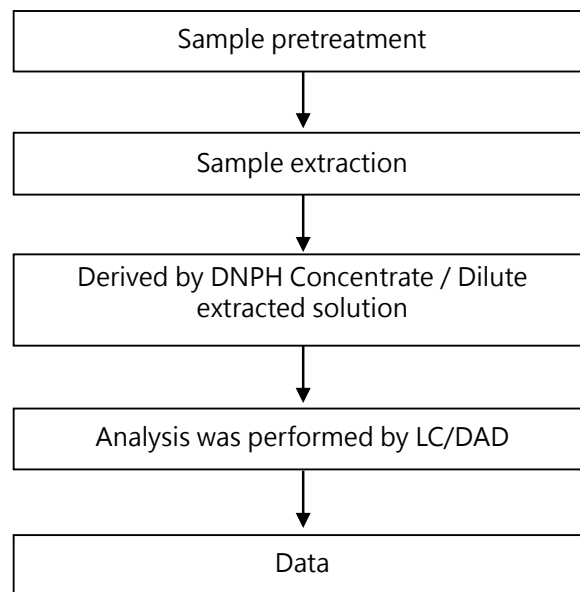 Sample pretreatment
Sample extraction
Derived by DNPH Concentrate / Dilute
extracted solution
Analysis was performed by LC/DAD
Data